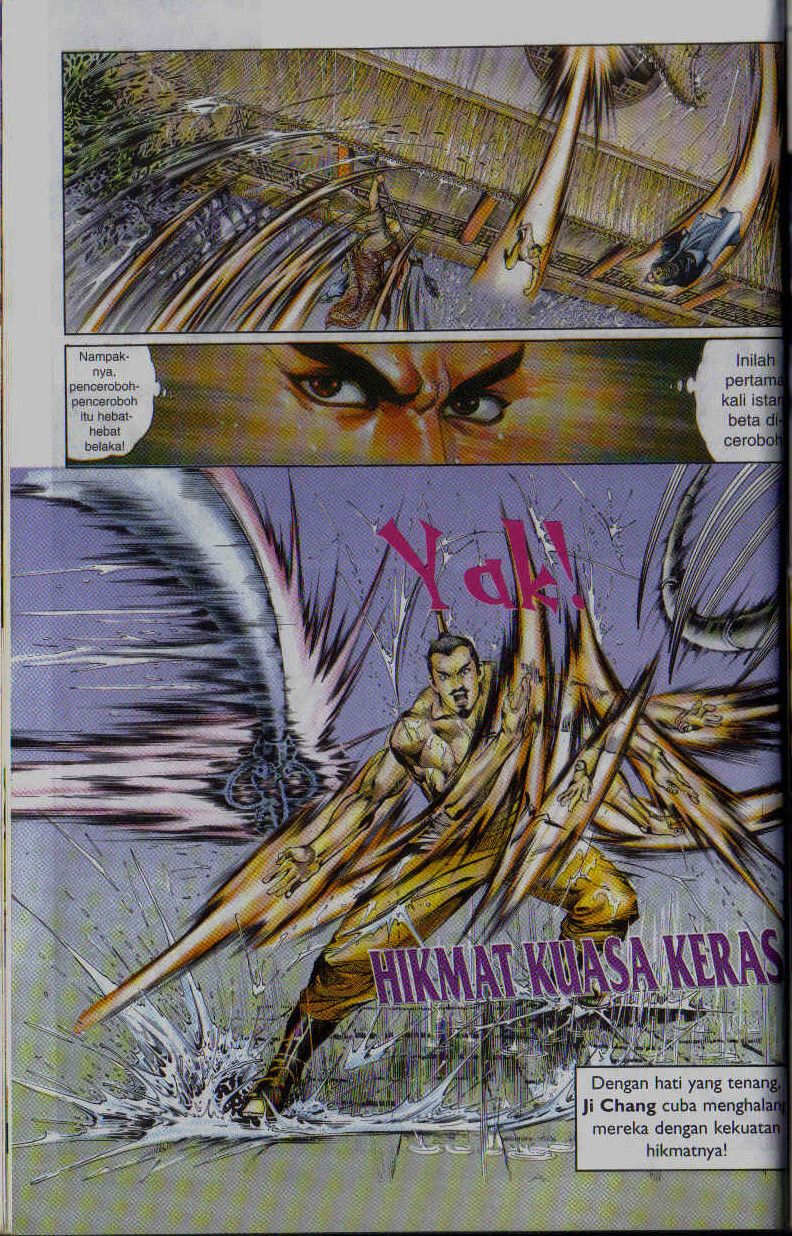 Nampak-
nya,
penceroboh-
penceroboh
itu hebat-
hebat
belaka!
Inilah
pertama
kali istan
beta di-
ceroboh
Yak!
HIKMAT KUASA KERAS
Dengan hati yang tenang,
Ji Chang cuba menghalang
mereka dengan kekuatan
hikmatnya!